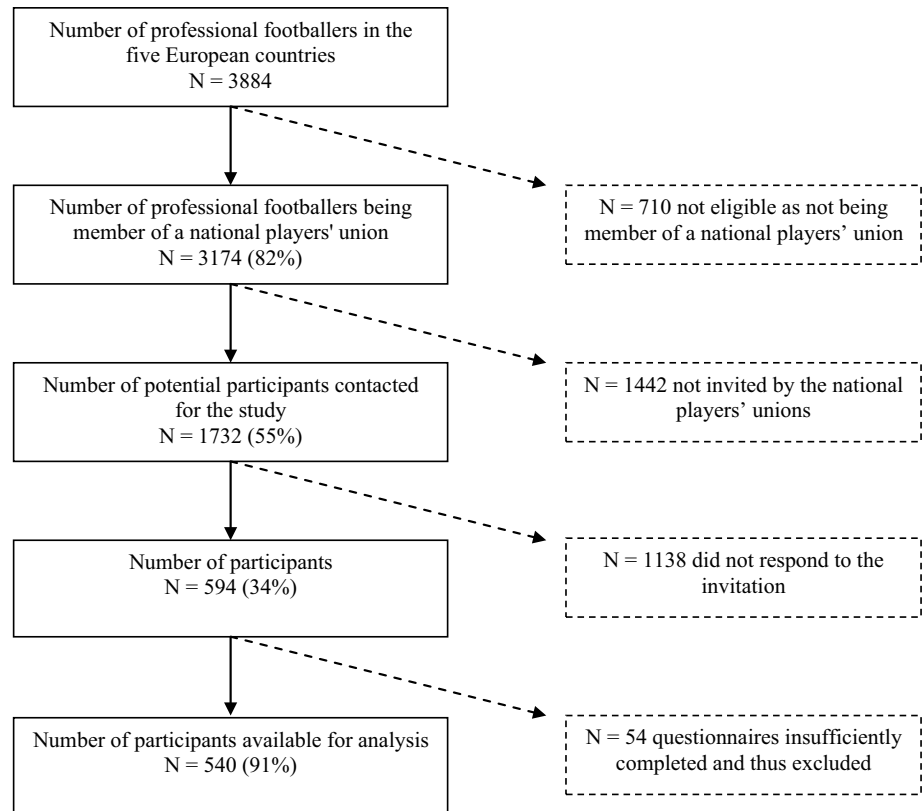 Number of professional footballers in the
five European countries
N = 3884
Number of professional footballers being
member of a national players' union
N = 3174 (82%)
N = 710 not eligible as not being
member of a national players’ union
Number of potential participants contacted
for the study
N = 1732 (55%)
N = 1442 not invited by the national
players’ unions
Number of participants
N = 594 (34%)
N = 1138 did not respond to the
invitation
Number of participants available for analysis
N = 540 (91%)
N = 54 questionnaires insufficiently
completed and thus excluded